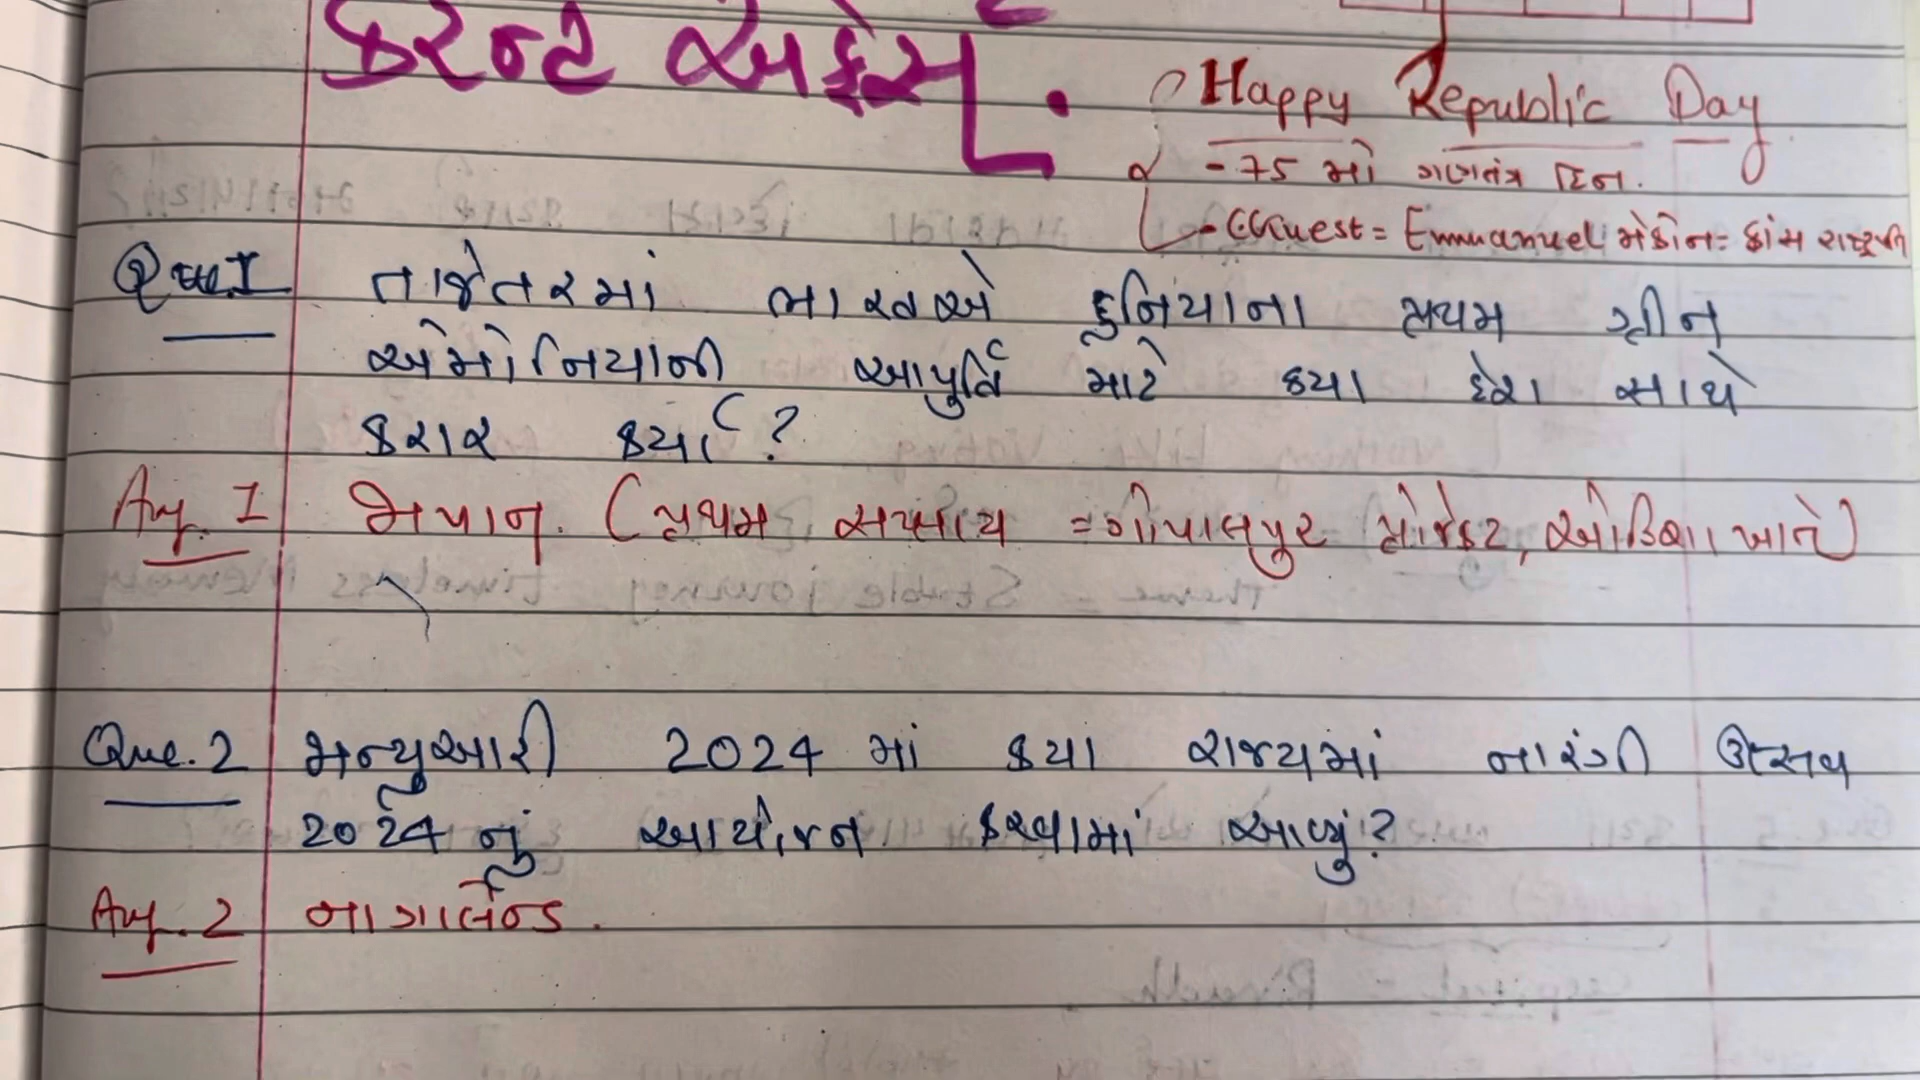 કરન્ટ અફેર્સ.
Happy Republic Day
- 75 મો ગણતંત્ર દિન.
- Guest = Emmanuel મેક્રોન = ફ્રાંસ રાષ્ટ્રપતિ
Que.1 તાજેતરમાં ભારતએ દુનિયાના પ્રથમ ગ્રીન
એમોનિયાની આપુર્તિ માટે કયા દેશ સાથે
કરાર કર્યા ?
Ans. 1 જાપાન. (પ્રથમ સપ્લાય = ગોપાલપુર પ્રોજેક્ટ, ઓડિશા ખાતે)
Que. 2 જાન્યુઆરી 2024 માં કયા રાજ્યમાં નારંગી ઉત્સવ
2024 નું આયોજન કરવામાં આવ્યું?
Ans. 2 નાગાલેન્ડ.